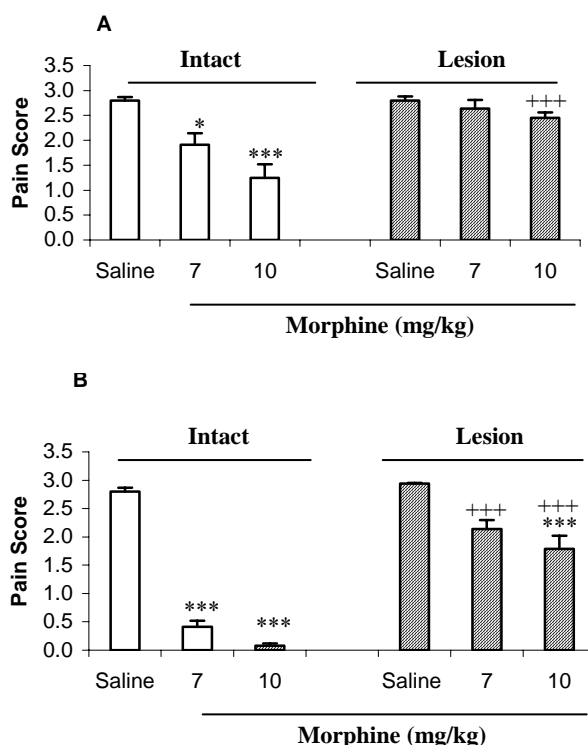 A
Intact Lesion
Pain Score
3.5
3.0
2.5
2.0
1.5
1.0
0.5
0.0
* *** +++
Saline 7 10 Saline 7 10
Morphine (mg/kg)
B
Intact Lesion
Pain Score
3.5
3.0
2.5
2.0
1.5
1.0
0.5
0.0
*** *** +++ +++
***
Saline 7 10 Saline 7 10
Morphine (mg/kg)